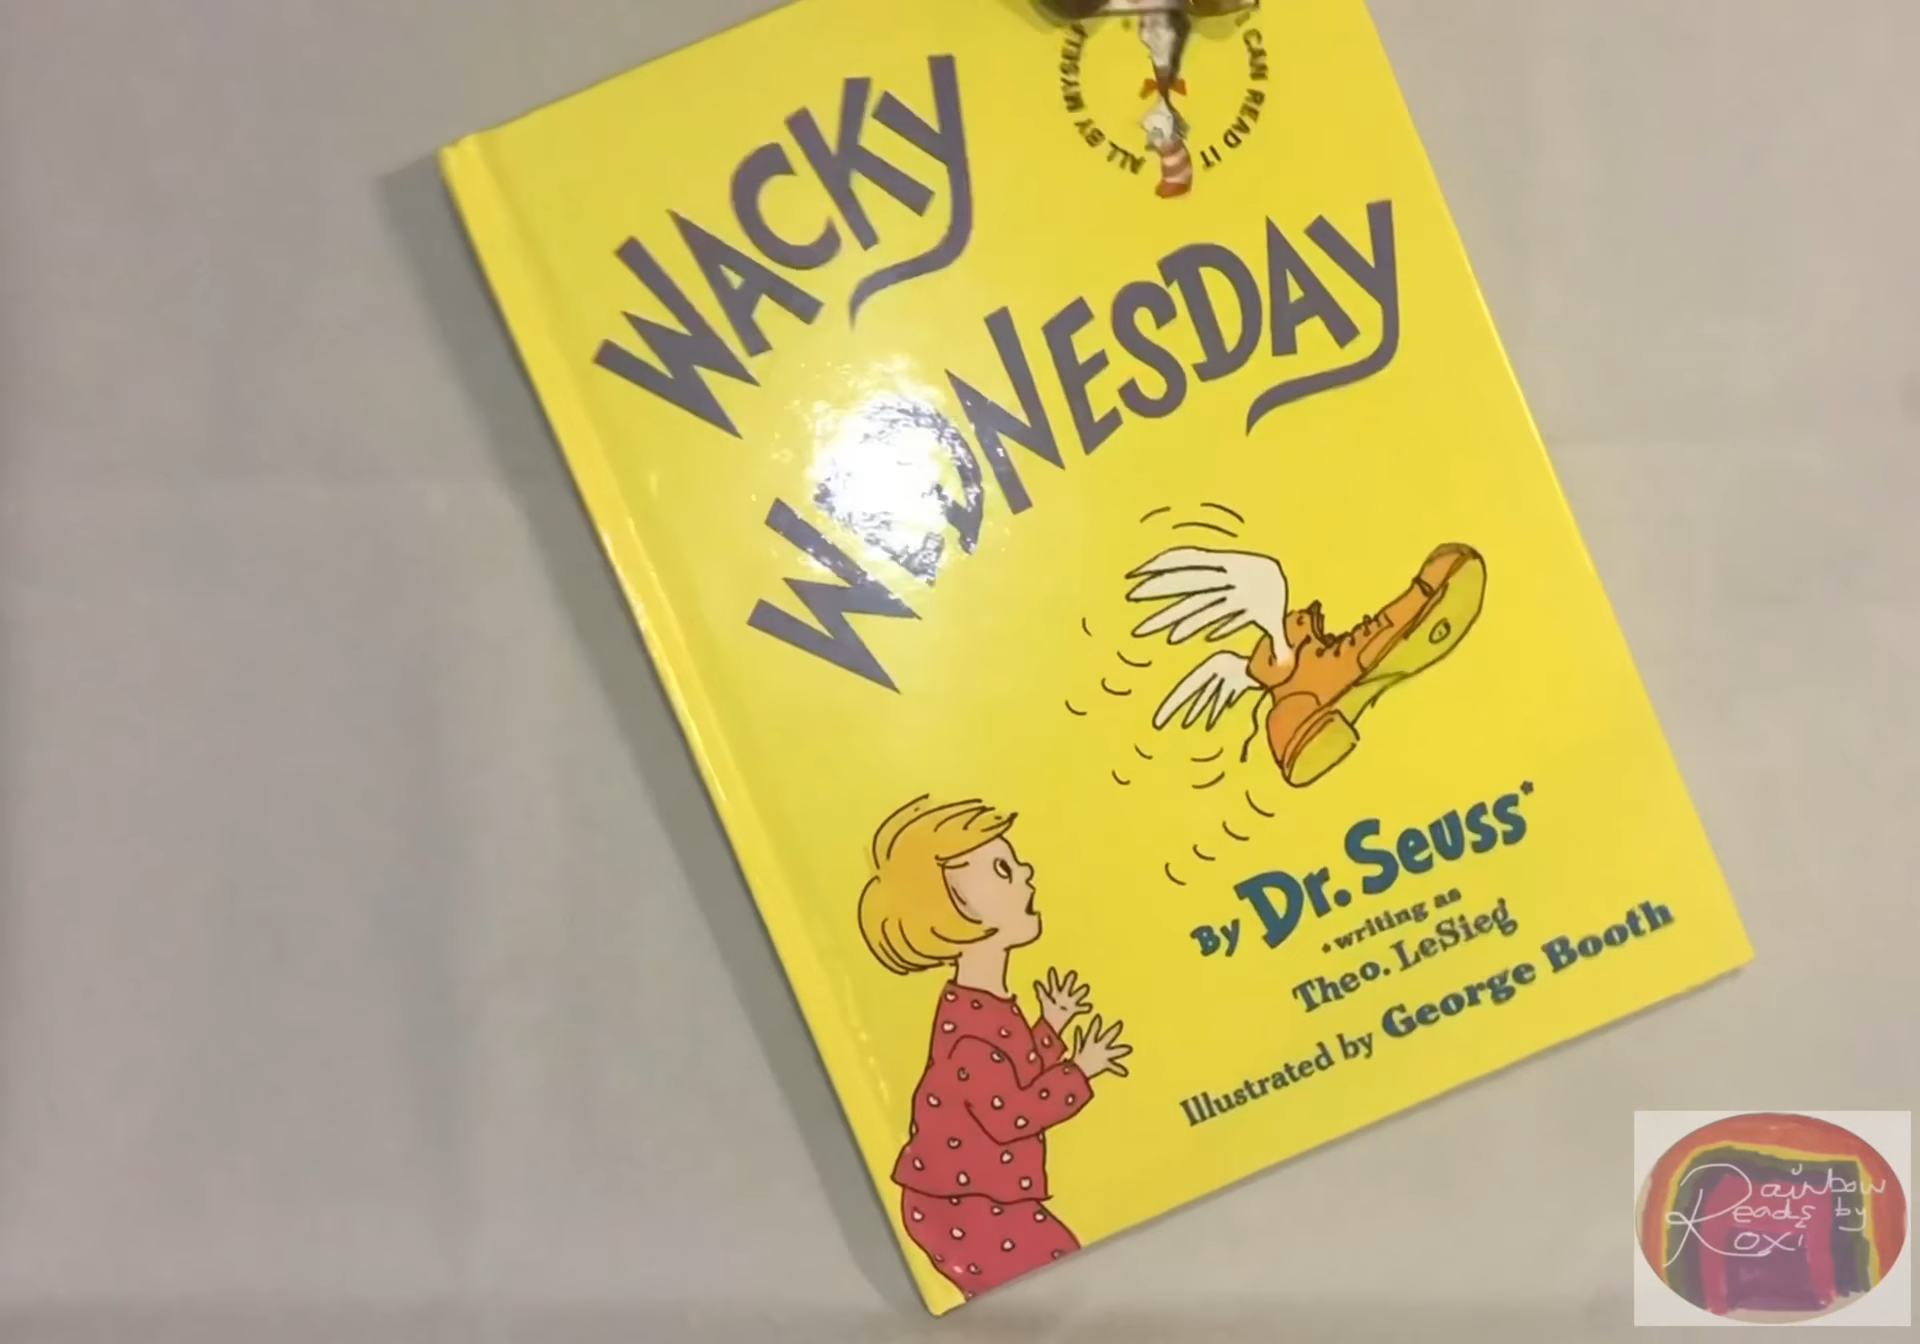 CAN READ IT
ALL BY MYSELF
WACKY
WEDNESDAY
By Dr. Seuss*
*writing as
Theo. LeSieg
Illustrated by George Booth
Rainbow
Reads by
Roxi